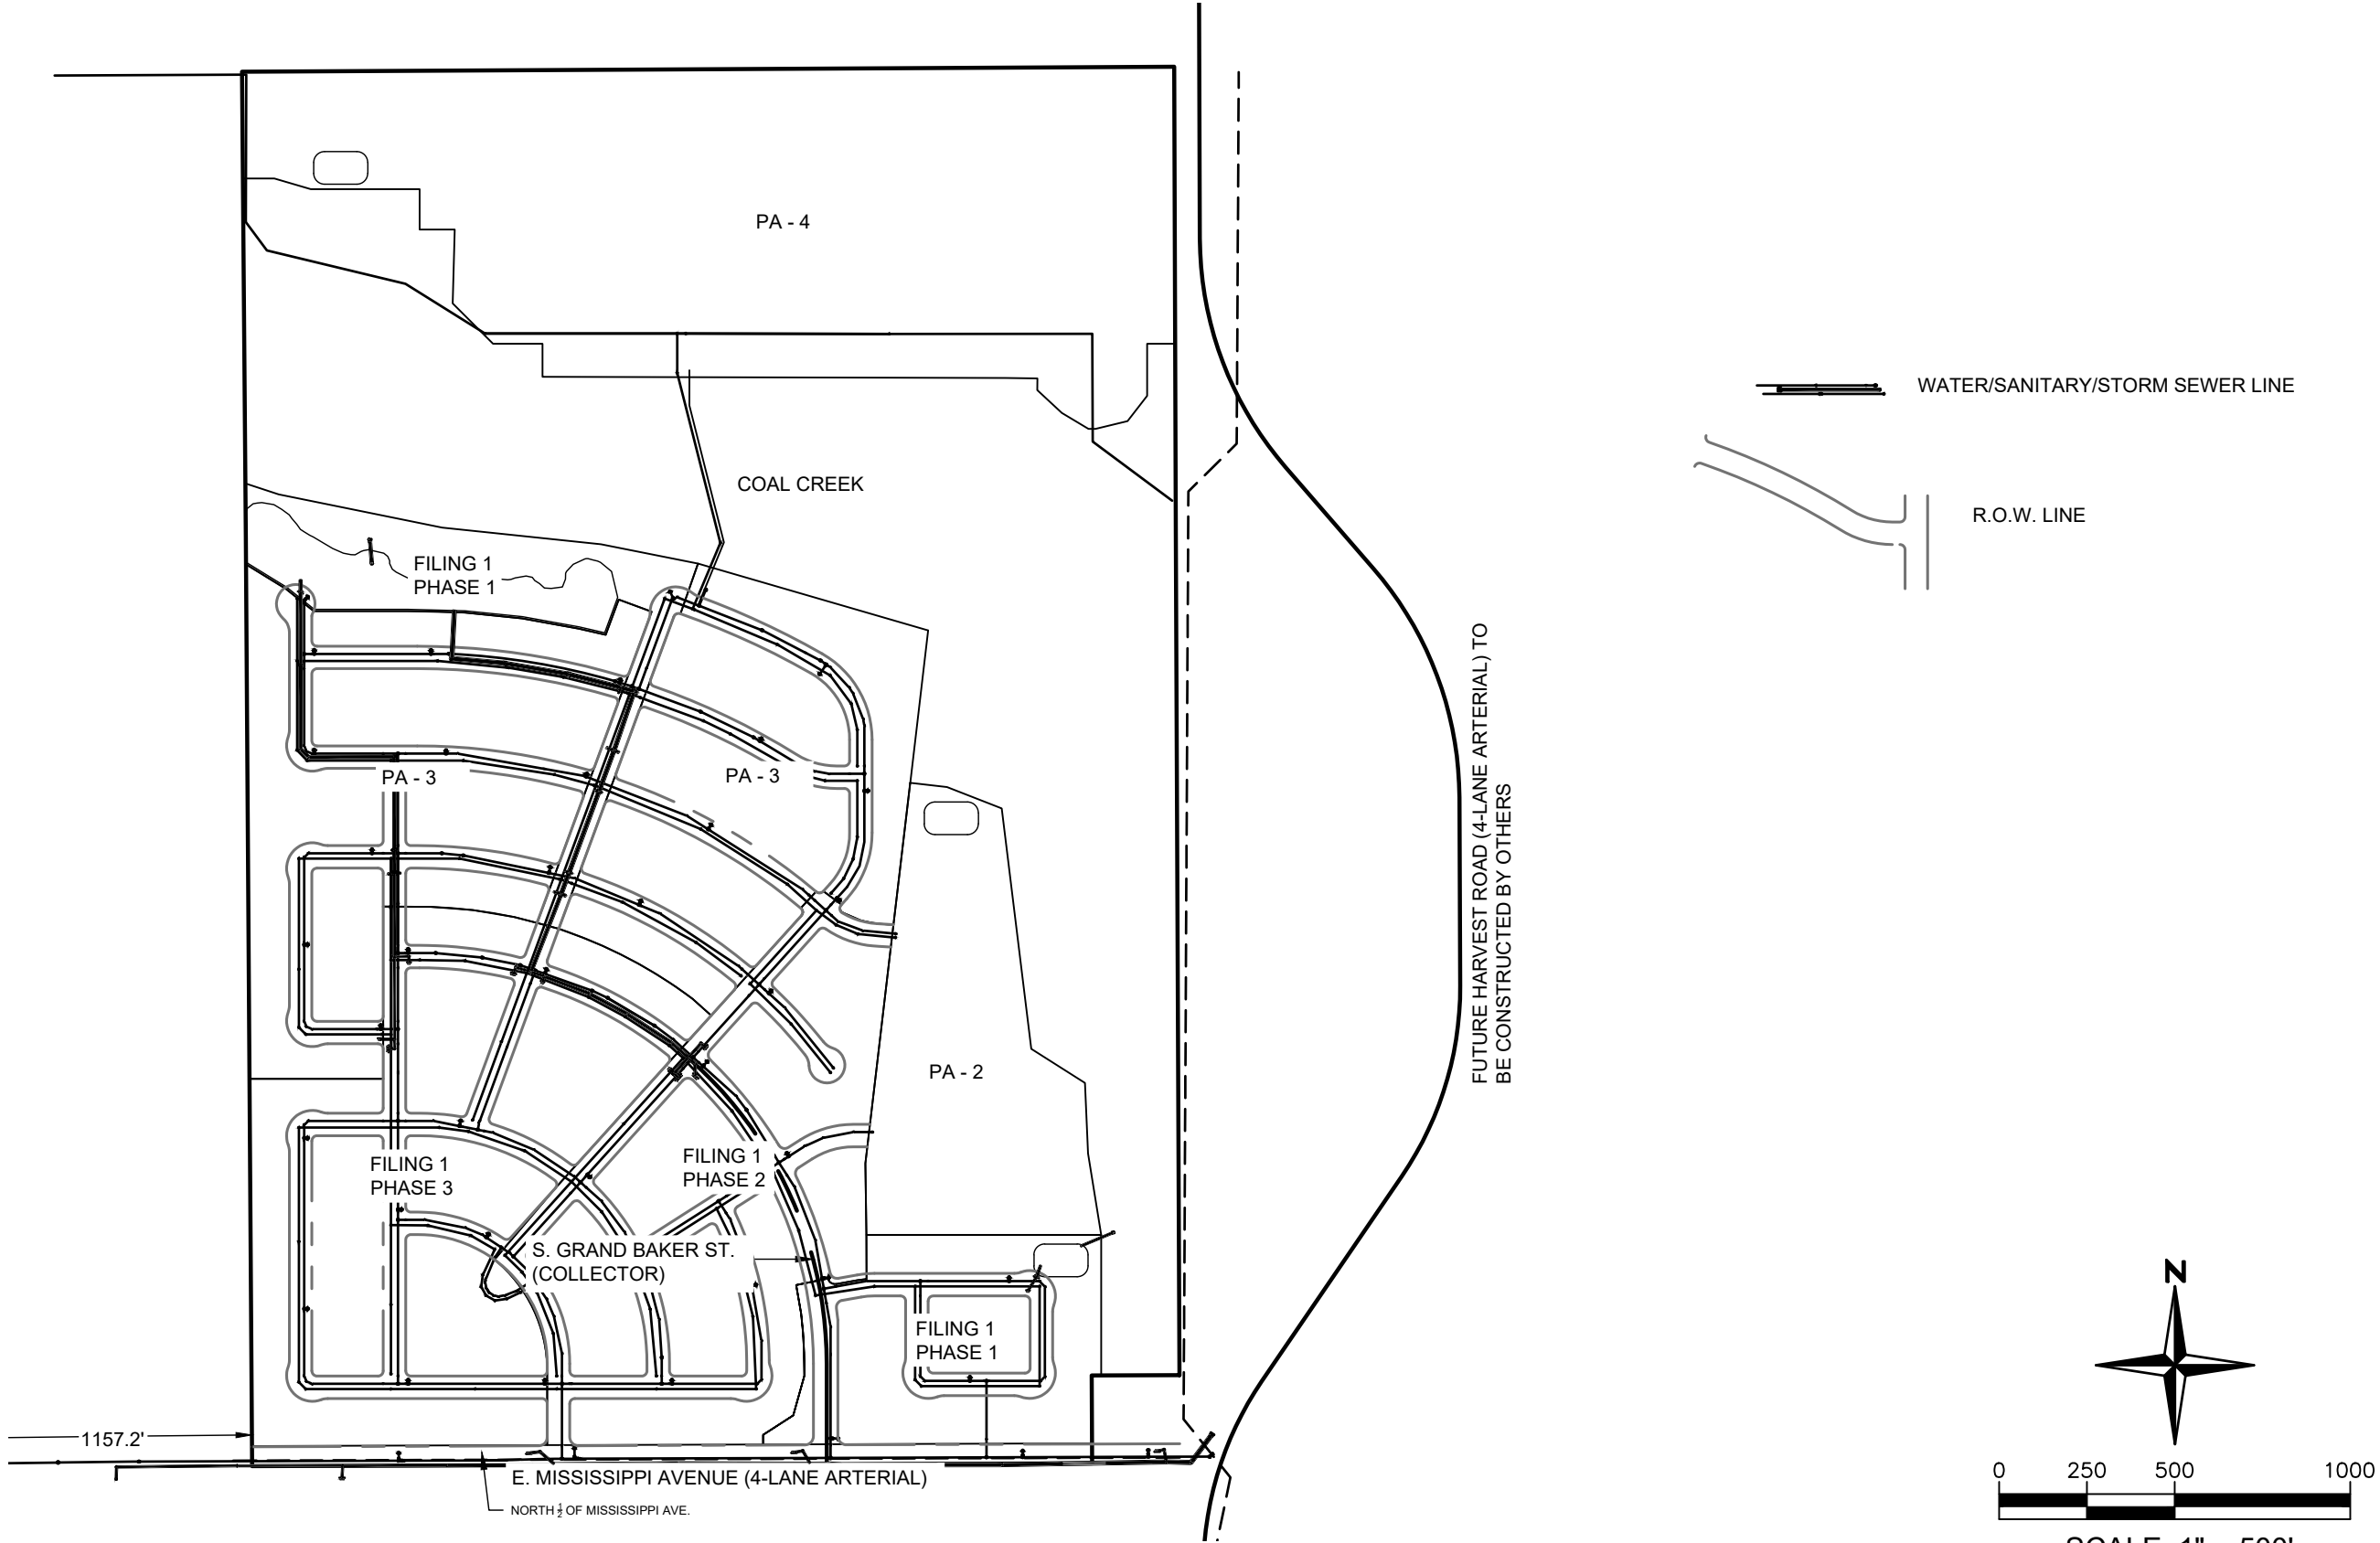 PA - 4
WATER/SANITARY/STORM SEWER LINE
COAL CREEK
R.O.W. LINE
FILING 1
PHASE 1
FUTURE HARVEST ROAD (4-LANE ARTERIAL) TO
BE CONSTRUCTED BY OTHERS
PA - 3
PA - 3
PA - 2
FILING 1
PHASE 3
FILING 1
PHASE 2
S. GRAND BAKER ST.
(COLLECTOR)
FILING 1
PHASE 1
N
1157.2'
E. MISSISSIPPI AVENUE (4-LANE ARTERIAL)
NORTH ½ OF MISSISSIPPI AVE.
0 250 500 1000